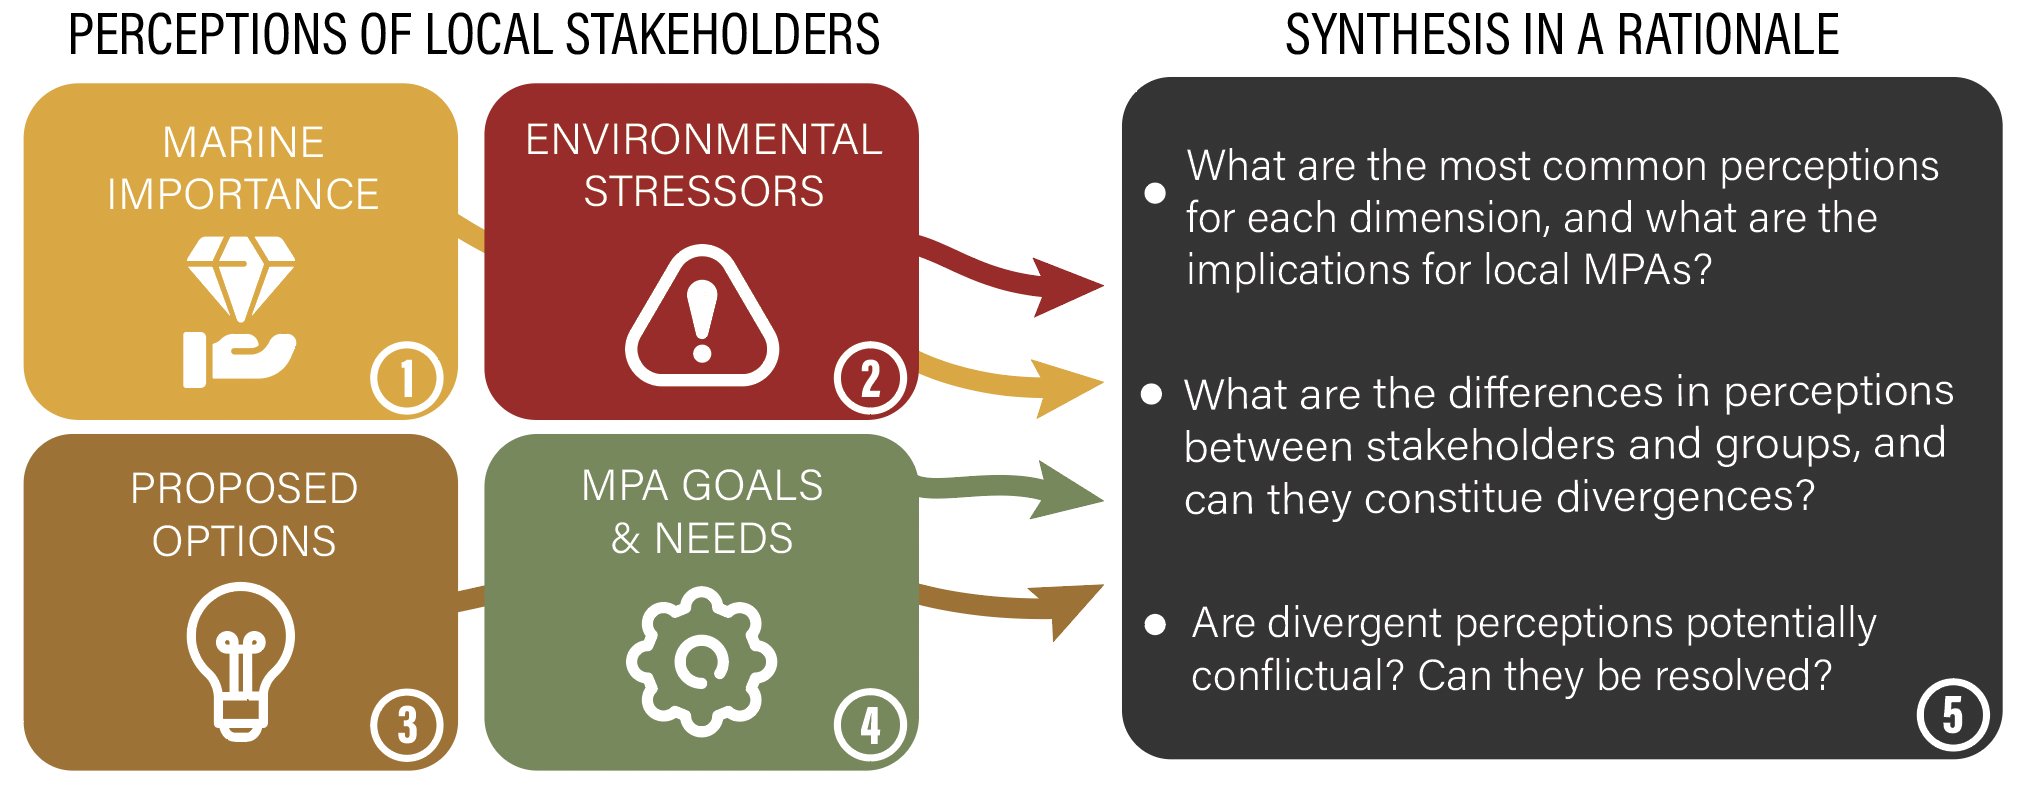 PERCEPTIONS OF LOCAL STAKEHOLDERS
MARINE
IMPORTANCE
1
ENVIRONMENTAL
STRESSORS
2
PROPOSED
OPTIONS
3
MPA GOALS
& NEEDS
4
SYNTHESIS IN A RATIONALE
What are the most common perceptions
for each dimension, and what are the
implications for local MPAs?
What are the differences in perceptions
between stakeholders and groups, and
can they constitue divergences?
Are divergent perceptions potentially
conflictual? Can they be resolved?
5